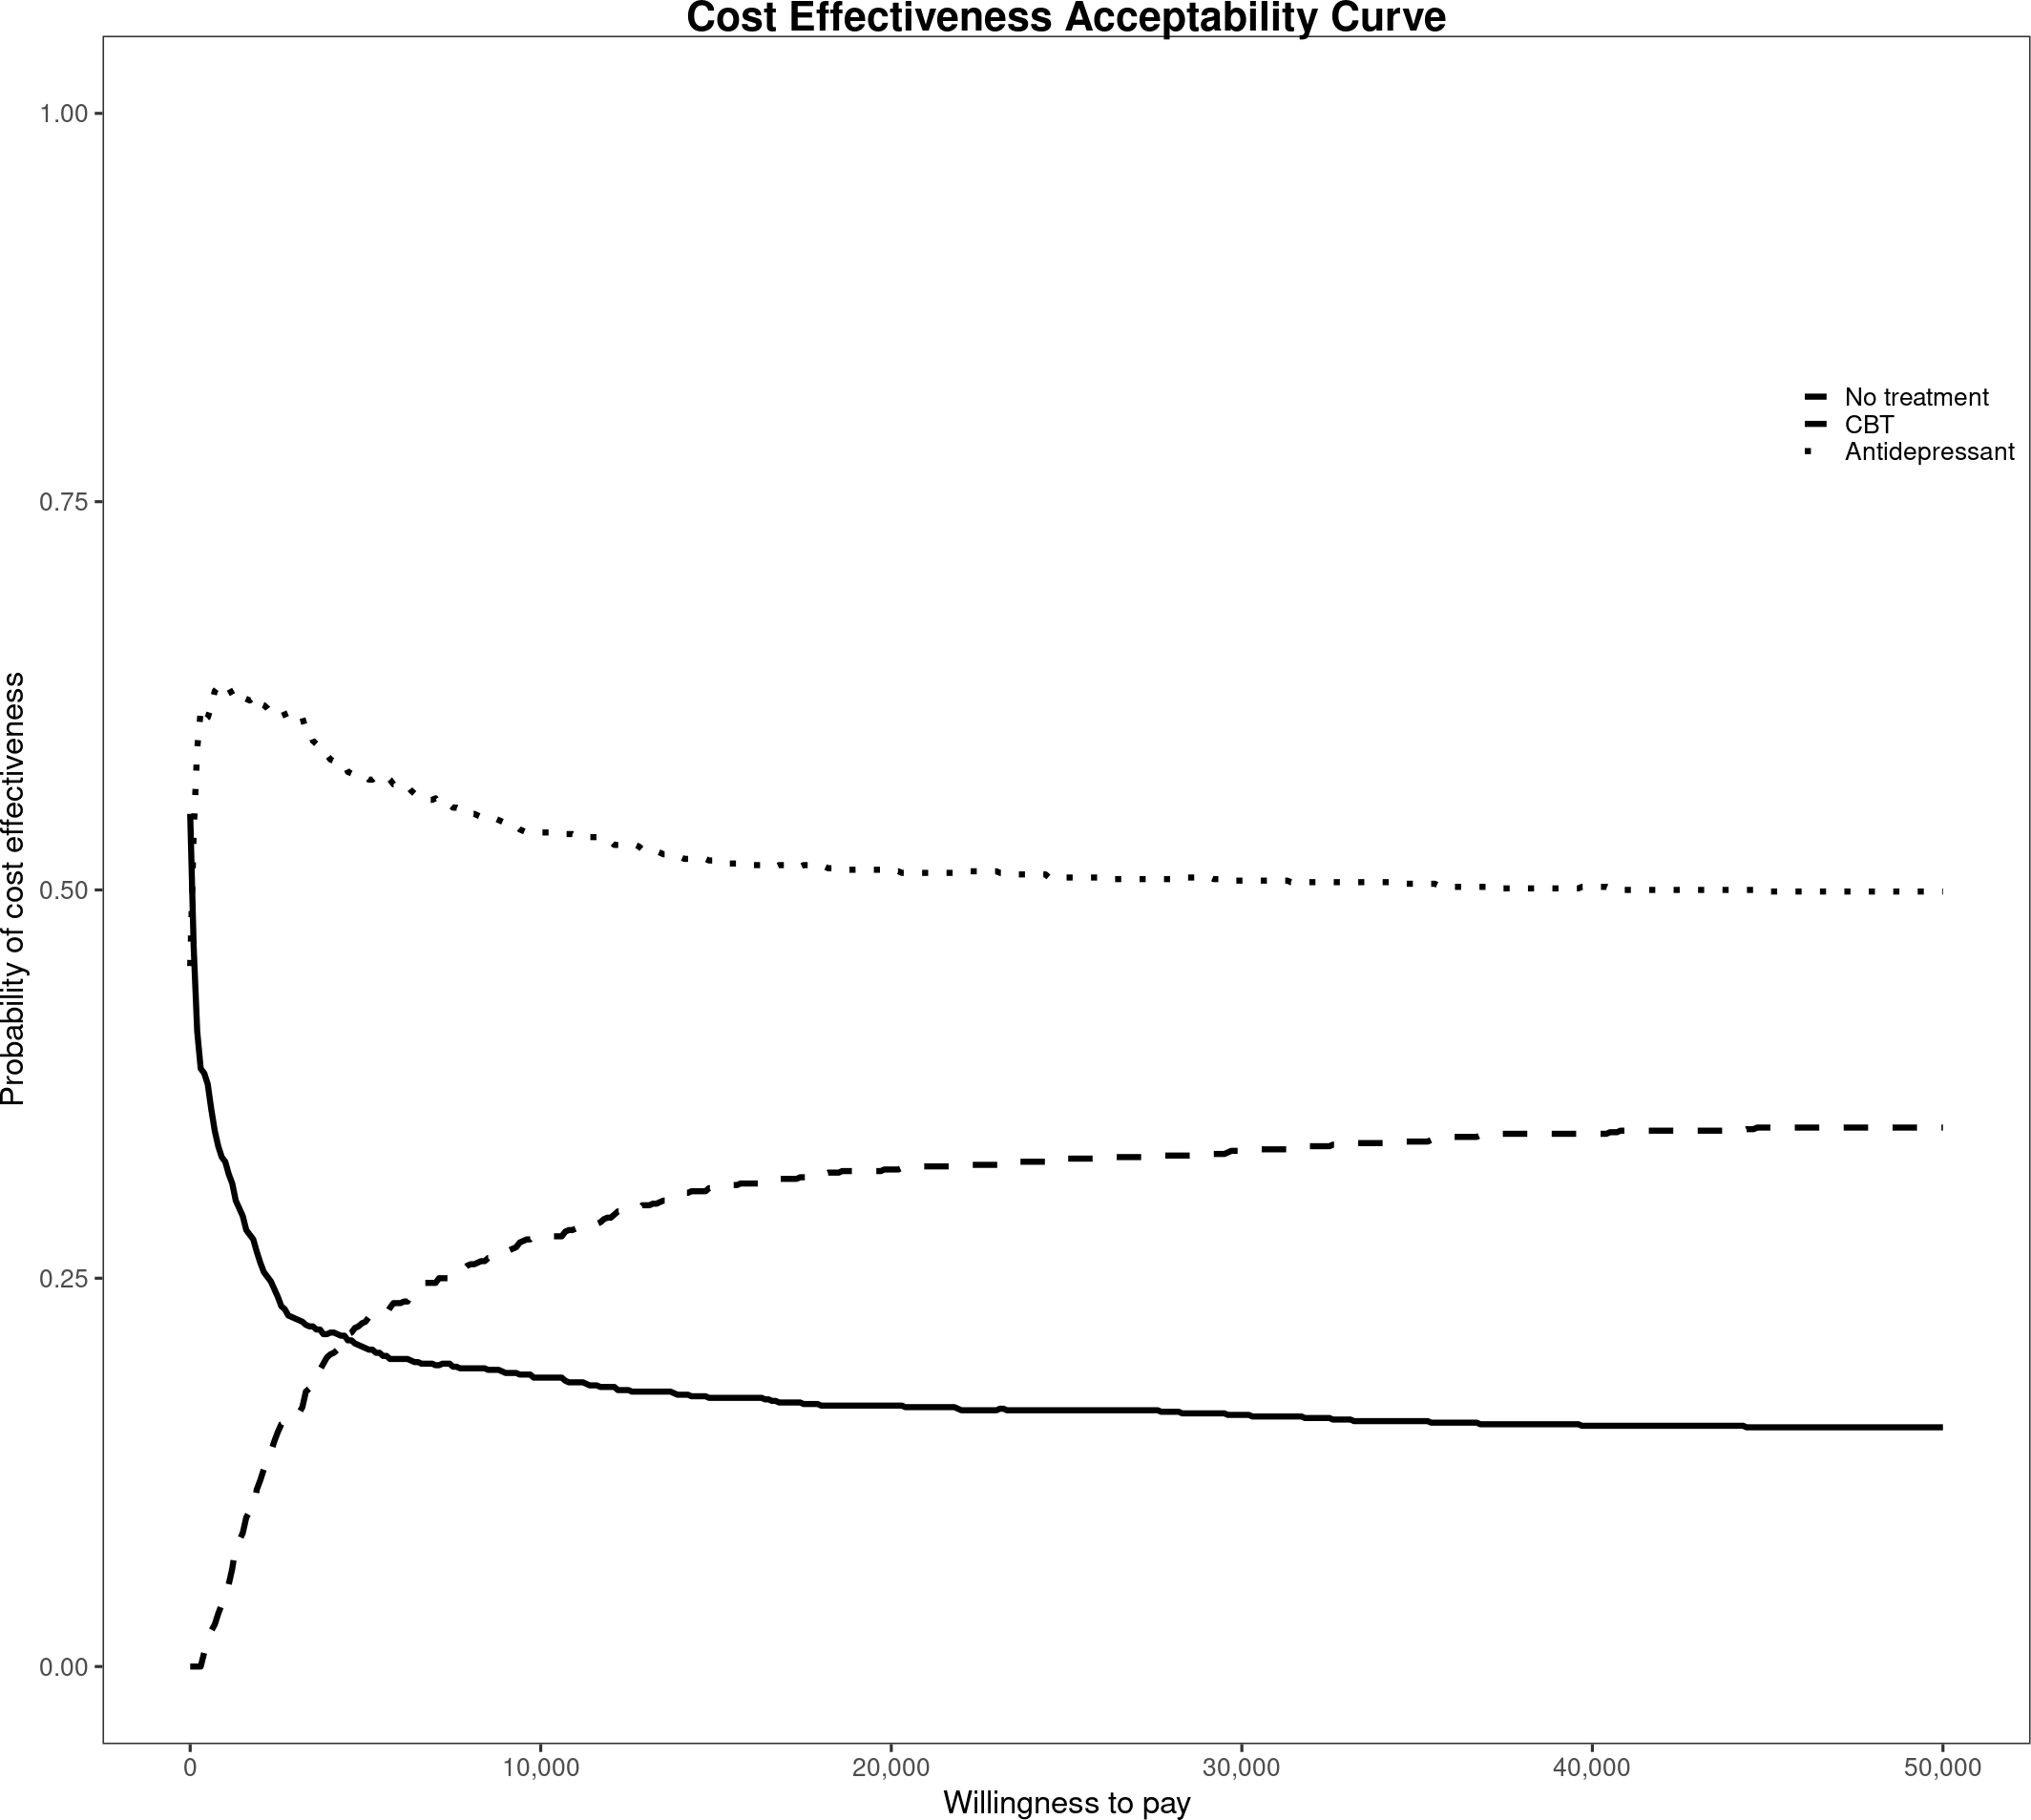 Cost Effectiveness Acceptability Curve
1.00
0.75
0.50
0.25
0.00
Probability of cost effectiveness
No treatment
CBT
Antidepressant
0 10,000 20,000 30,000 40,000 50,000
Willingness to pay